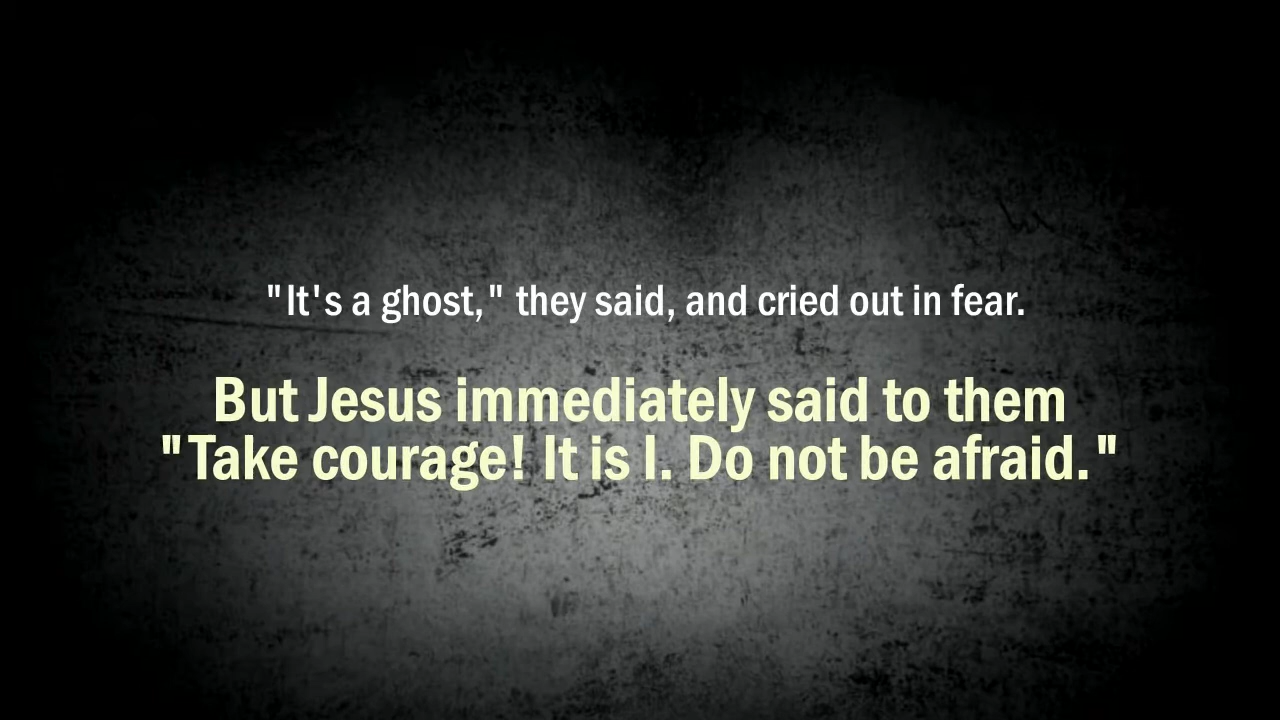 "It's a ghost," they said, and cried out in fear.
But Jesus immediately said to them
"Take courage! It is I. Do not be afraid."